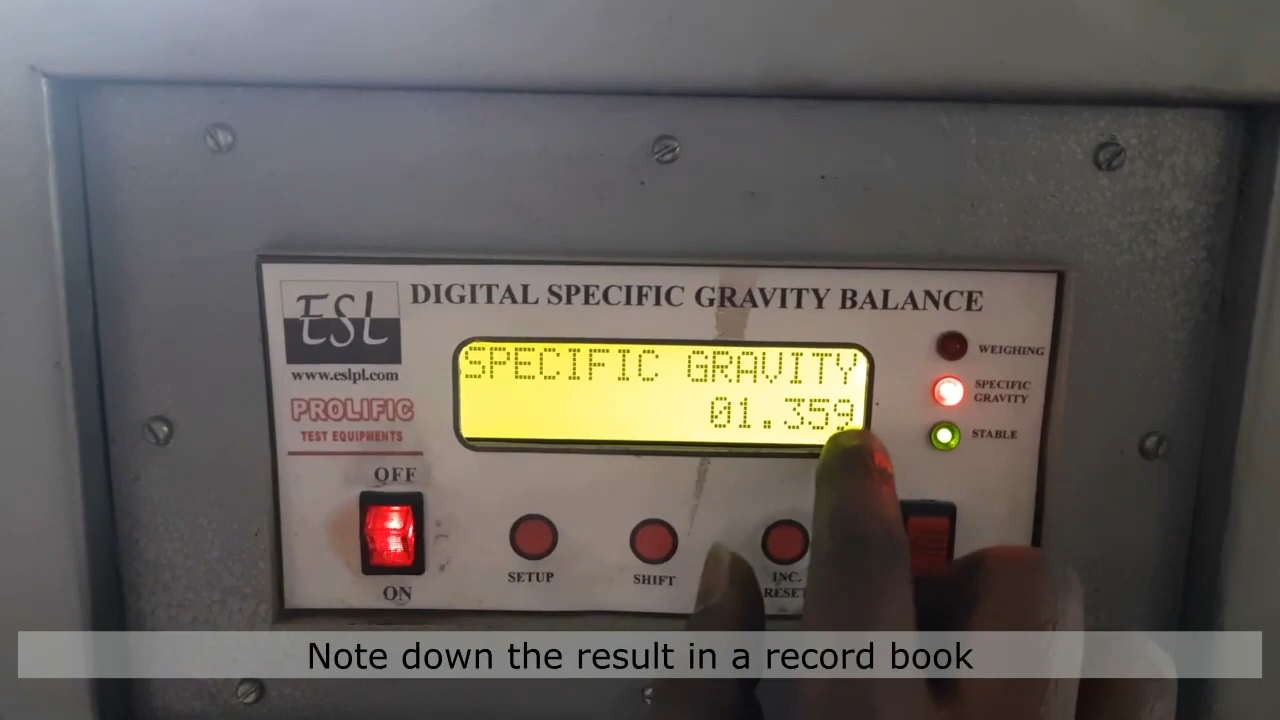 ESL
DIGITAL SPECIFIC GRAVITY BALANCE
www.eslpl.com
PROLIFIC
TEST EQUIPMENTS
SPECIFIC GRAVITY
01.359
WEIGHING
SPECIFIC
GRAVITY
STABLE
OFF
ON
SETUP
SHIFT
INC.
RESET
Note down the result in a record book